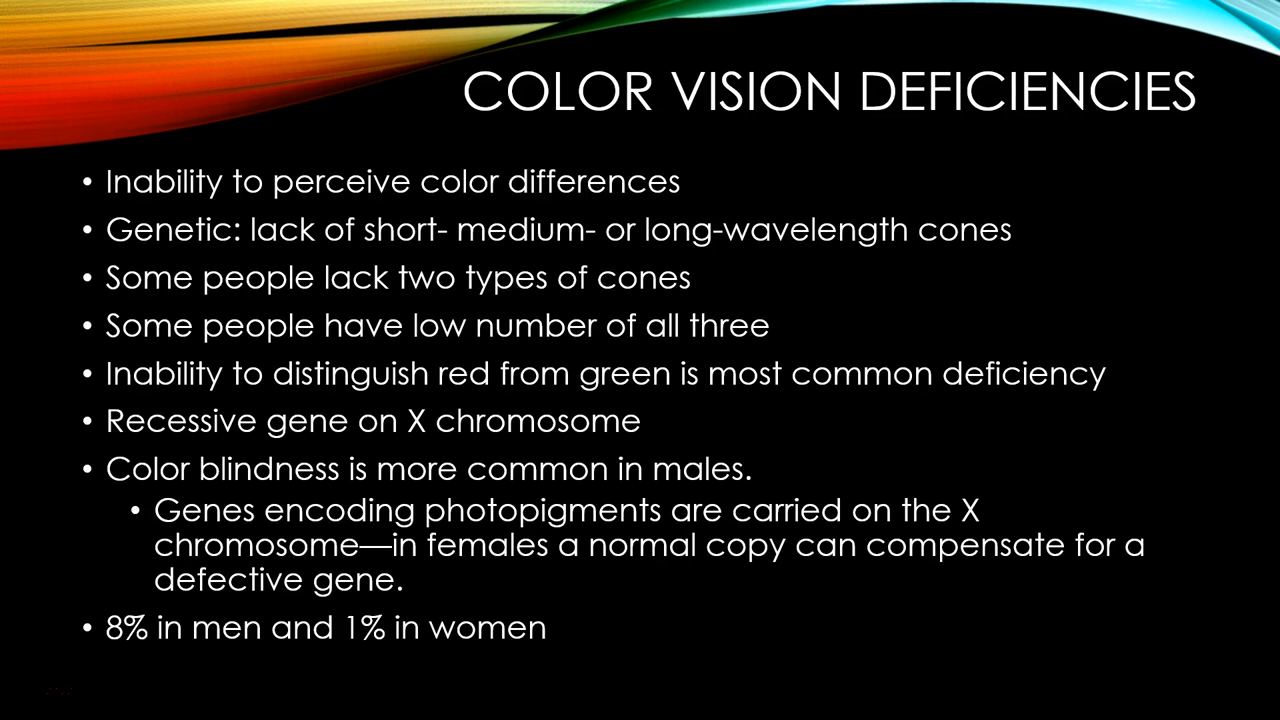 COLOR VISION DEFICIENCIES
• Inability to perceive color differences
• Genetic: lack of short- medium- or long-wavelength cones
• Some people lack two types of cones
• Some people have low number of all three
• Inability to distinguish red from green is most common deficiency
• Recessive gene on X chromosome
• Color blindness is more common in males.
• Genes encoding photopigments are carried on the X
chromosome—in females a normal copy can compensate for a
defective gene.
• 8% in men and 1% in women